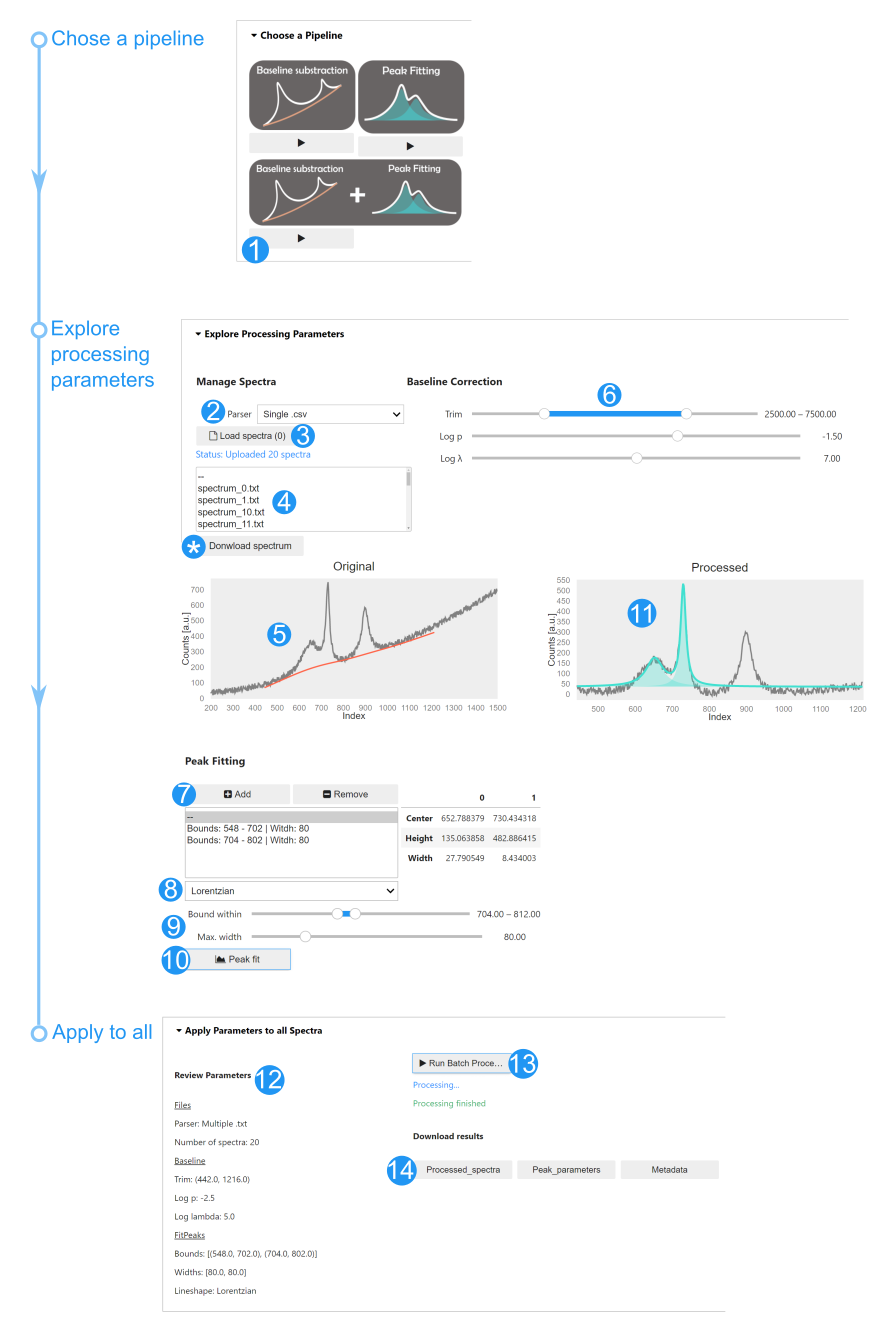 Chose a pipeline
Choose a Pipeline
Baseline substraction
Peak Fitting
Baseline substraction
Peak Fitting
+
1
Explore
processing
parameters
Explore Processing Parameters
Manage Spectra
Baseline Correction
2 Parser Single .csv
6
Trim 2500.00 – 7500.00
Load spectra (0) 3
Log p -1.50
Status: Uploaded 20 spectra
Log λ 7.00
--
spectrum_0.txt
spectrum_1.txt
4
spectrum_10.txt
spectrum_11.txt
* Donwload spectrum
Original
700
600
500
400
300
200
100
0
Counts [a.u.]
5
200 300 400 500 600 700 800 900 1000 1100 1200 1300 1400 1500
Index
Processed
550
500
450
400
350
300
250
200
150
100
50
0
Counts [a.u.]
11
500 600 700 800 900 1000 1100 1200
Index
Peak Fitting
7 Add Remove
--
Bounds: 548 - 702 | Witdh: 80
Bounds: 704 - 802 | Witdh: 80
0 1
Center 652.788379 730.434318
Height 135.063858 482.886415
Width 27.790549 8.434003
8 Lorentzian
Bound within 704.00 – 812.00
9
Max. width 80.00
10 Peak fit
Apply to all
Apply Parameters to all Spectra
Review Parameters 12
Files
Parser: Multiple .txt
Number of spectra: 20
Baseline
Trim: (442.0, 1216.0)
Log p: -2.5
Log lambda: 5.0
FitPeaks
Bounds: [(548.0, 702.0), (704.0, 802.0)]
Widths: [80.0, 80.0]
Lineshape: Lorentzian
Run Batch Proce... 13
Processing...
Processing finished
Download results
14 Processed_spectra Peak_parameters Metadata